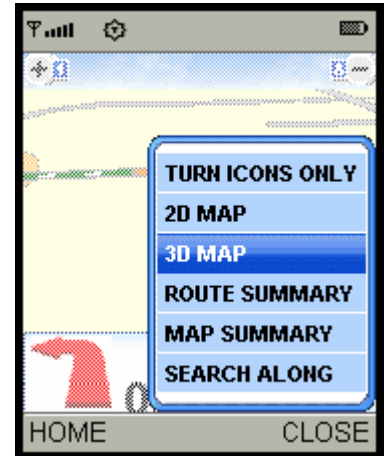 TURN ICONS ONLY
2D MAP
3D MAP
ROUTE SUMMARY
MAP SUMMARY
SEARCH ALONG
HOME CLOSE